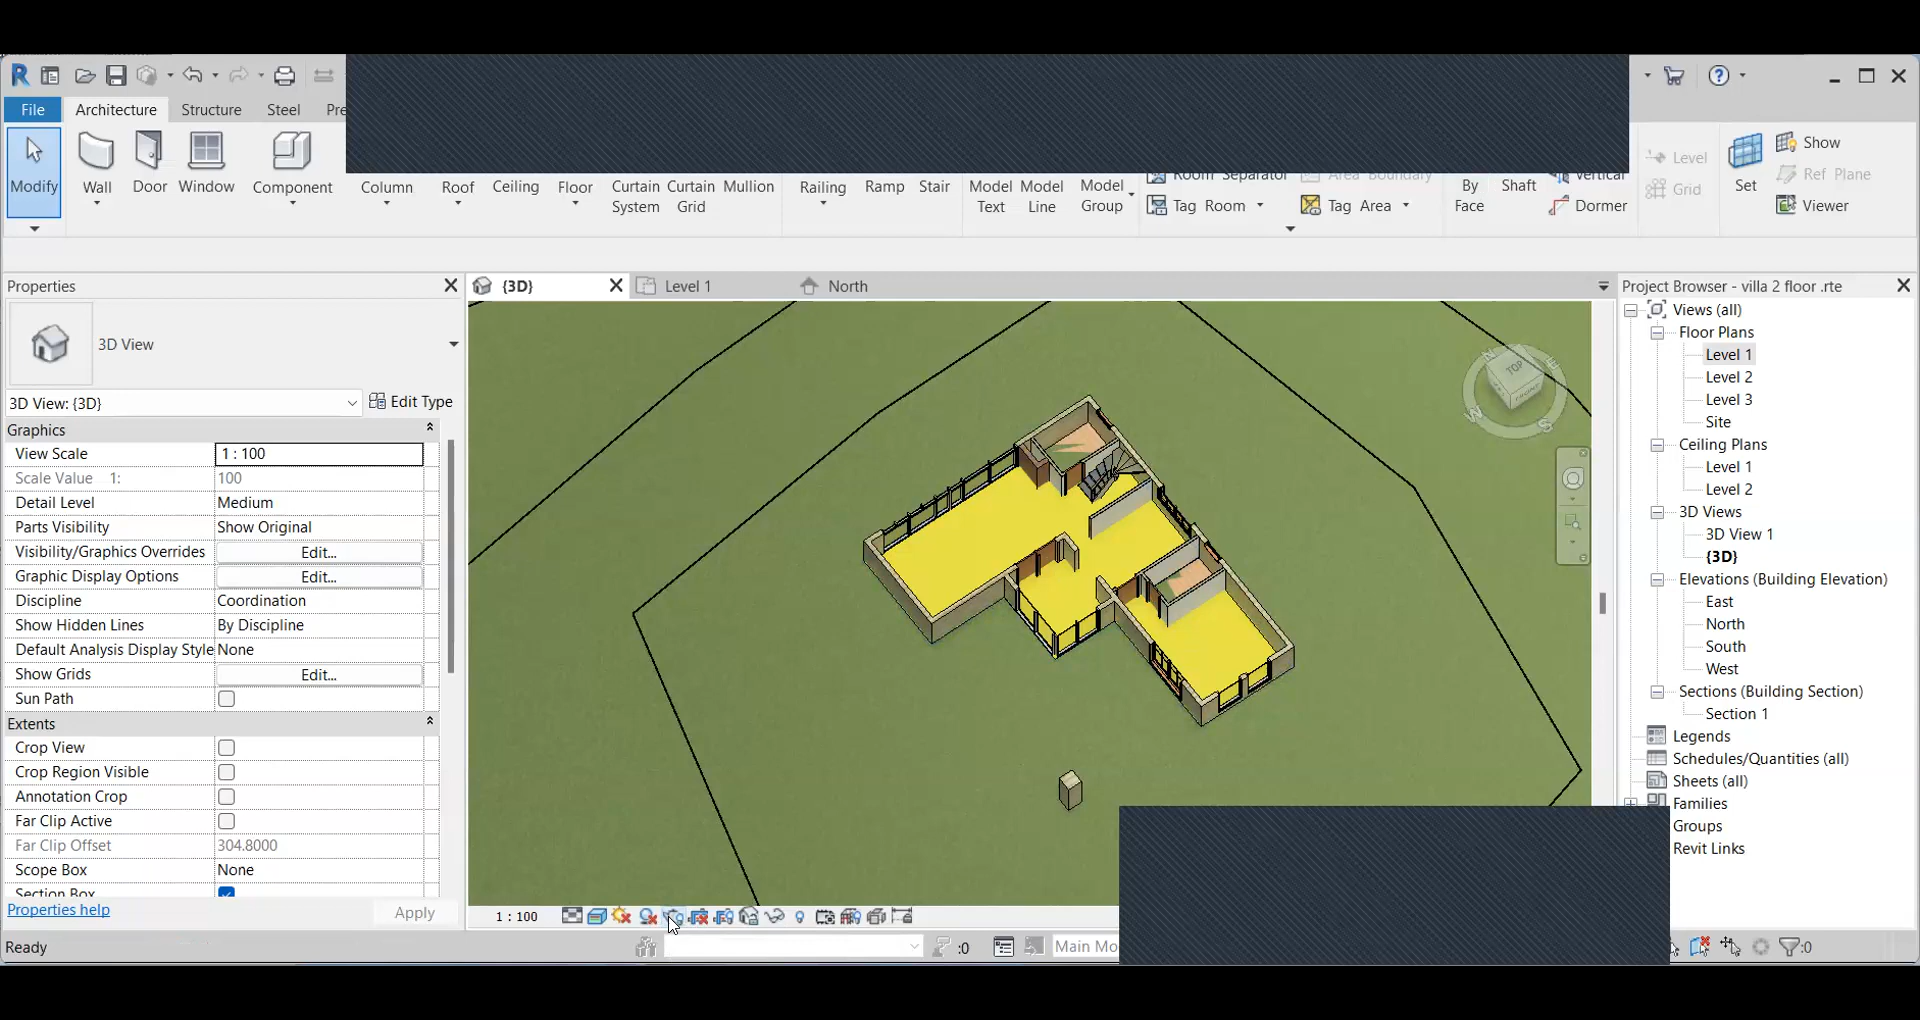 File Architecture Structure Steel Pre
Modify Wall Door Window Component Column Roof Ceiling Floor Curtain System Curtain Grid Mullion Railing Ramp Stair Model Text Model Line Model Group
Room Separator Area Boundary
Tag Room Tag Area
By Face Shaft Vertical Dormer
Level
Grid
Set
Show
Ref Plane
Viewer
Properties
{3D} Level 1 North
Project Browser - villa 2 floor .rte
3D View
3D View: {3D} Edit Type
Graphics
View Scale 1 : 100
Scale Value 1: 100
Detail Level Medium
Parts Visibility Show Original
Visibility/Graphics Overrides Edit...
Graphic Display Options Edit...
Discipline Coordination
Show Hidden Lines By Discipline
Default Analysis Display Style None
Show Grids Edit...
Sun Path
Extents
Crop View
Crop Region Visible
Annotation Crop
Far Clip Active
Far Clip Offset 304.8000
Scope Box None
Section Box
Properties help Apply
Ready
TOP
FRONT
N
E
W
S
1 : 100
:0
Main Mo
Views (all)
Floor Plans
Level 1
Level 2
Level 3
Site
Ceiling Plans
Level 1
Level 2
3D Views
3D View 1
{3D}
Elevations (Building Elevation)
East
North
South
West
Sections (Building Section)
Section 1
Legends
Schedules/Quantities (all)
Sheets (all)
Families
Groups
Revit Links
:0